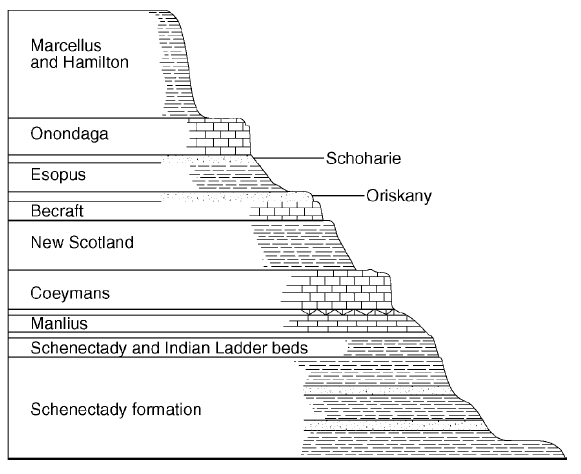 Marcellus
and Hamilton
Onondaga
Schoharie
Esopus
Oriskany
Becraft
New Scotland
Coeymans
Manlius
Schenectady and Indian Ladder beds
Schenectady formation